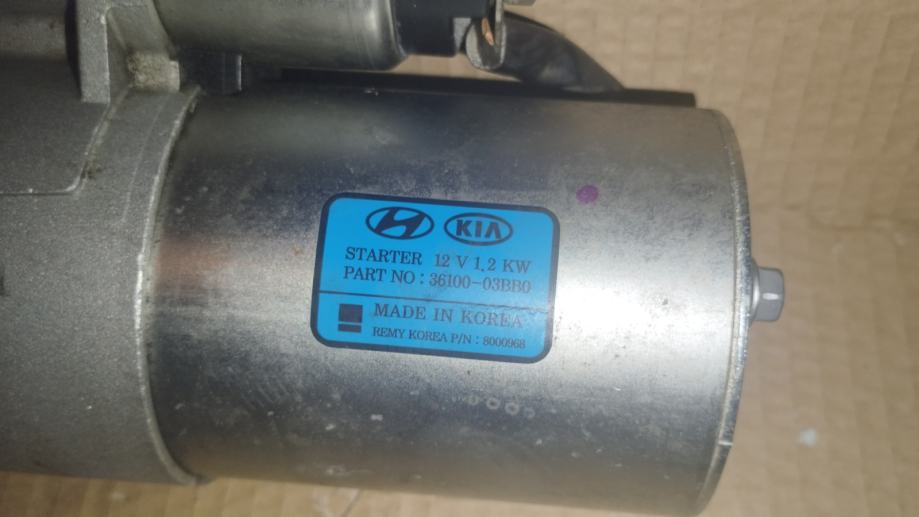 KIA
STARTER 12 V 1.2 KW
PART NO : 36100-03BB0
MADE IN KOREA
REMY KOREA P/N : 8000968